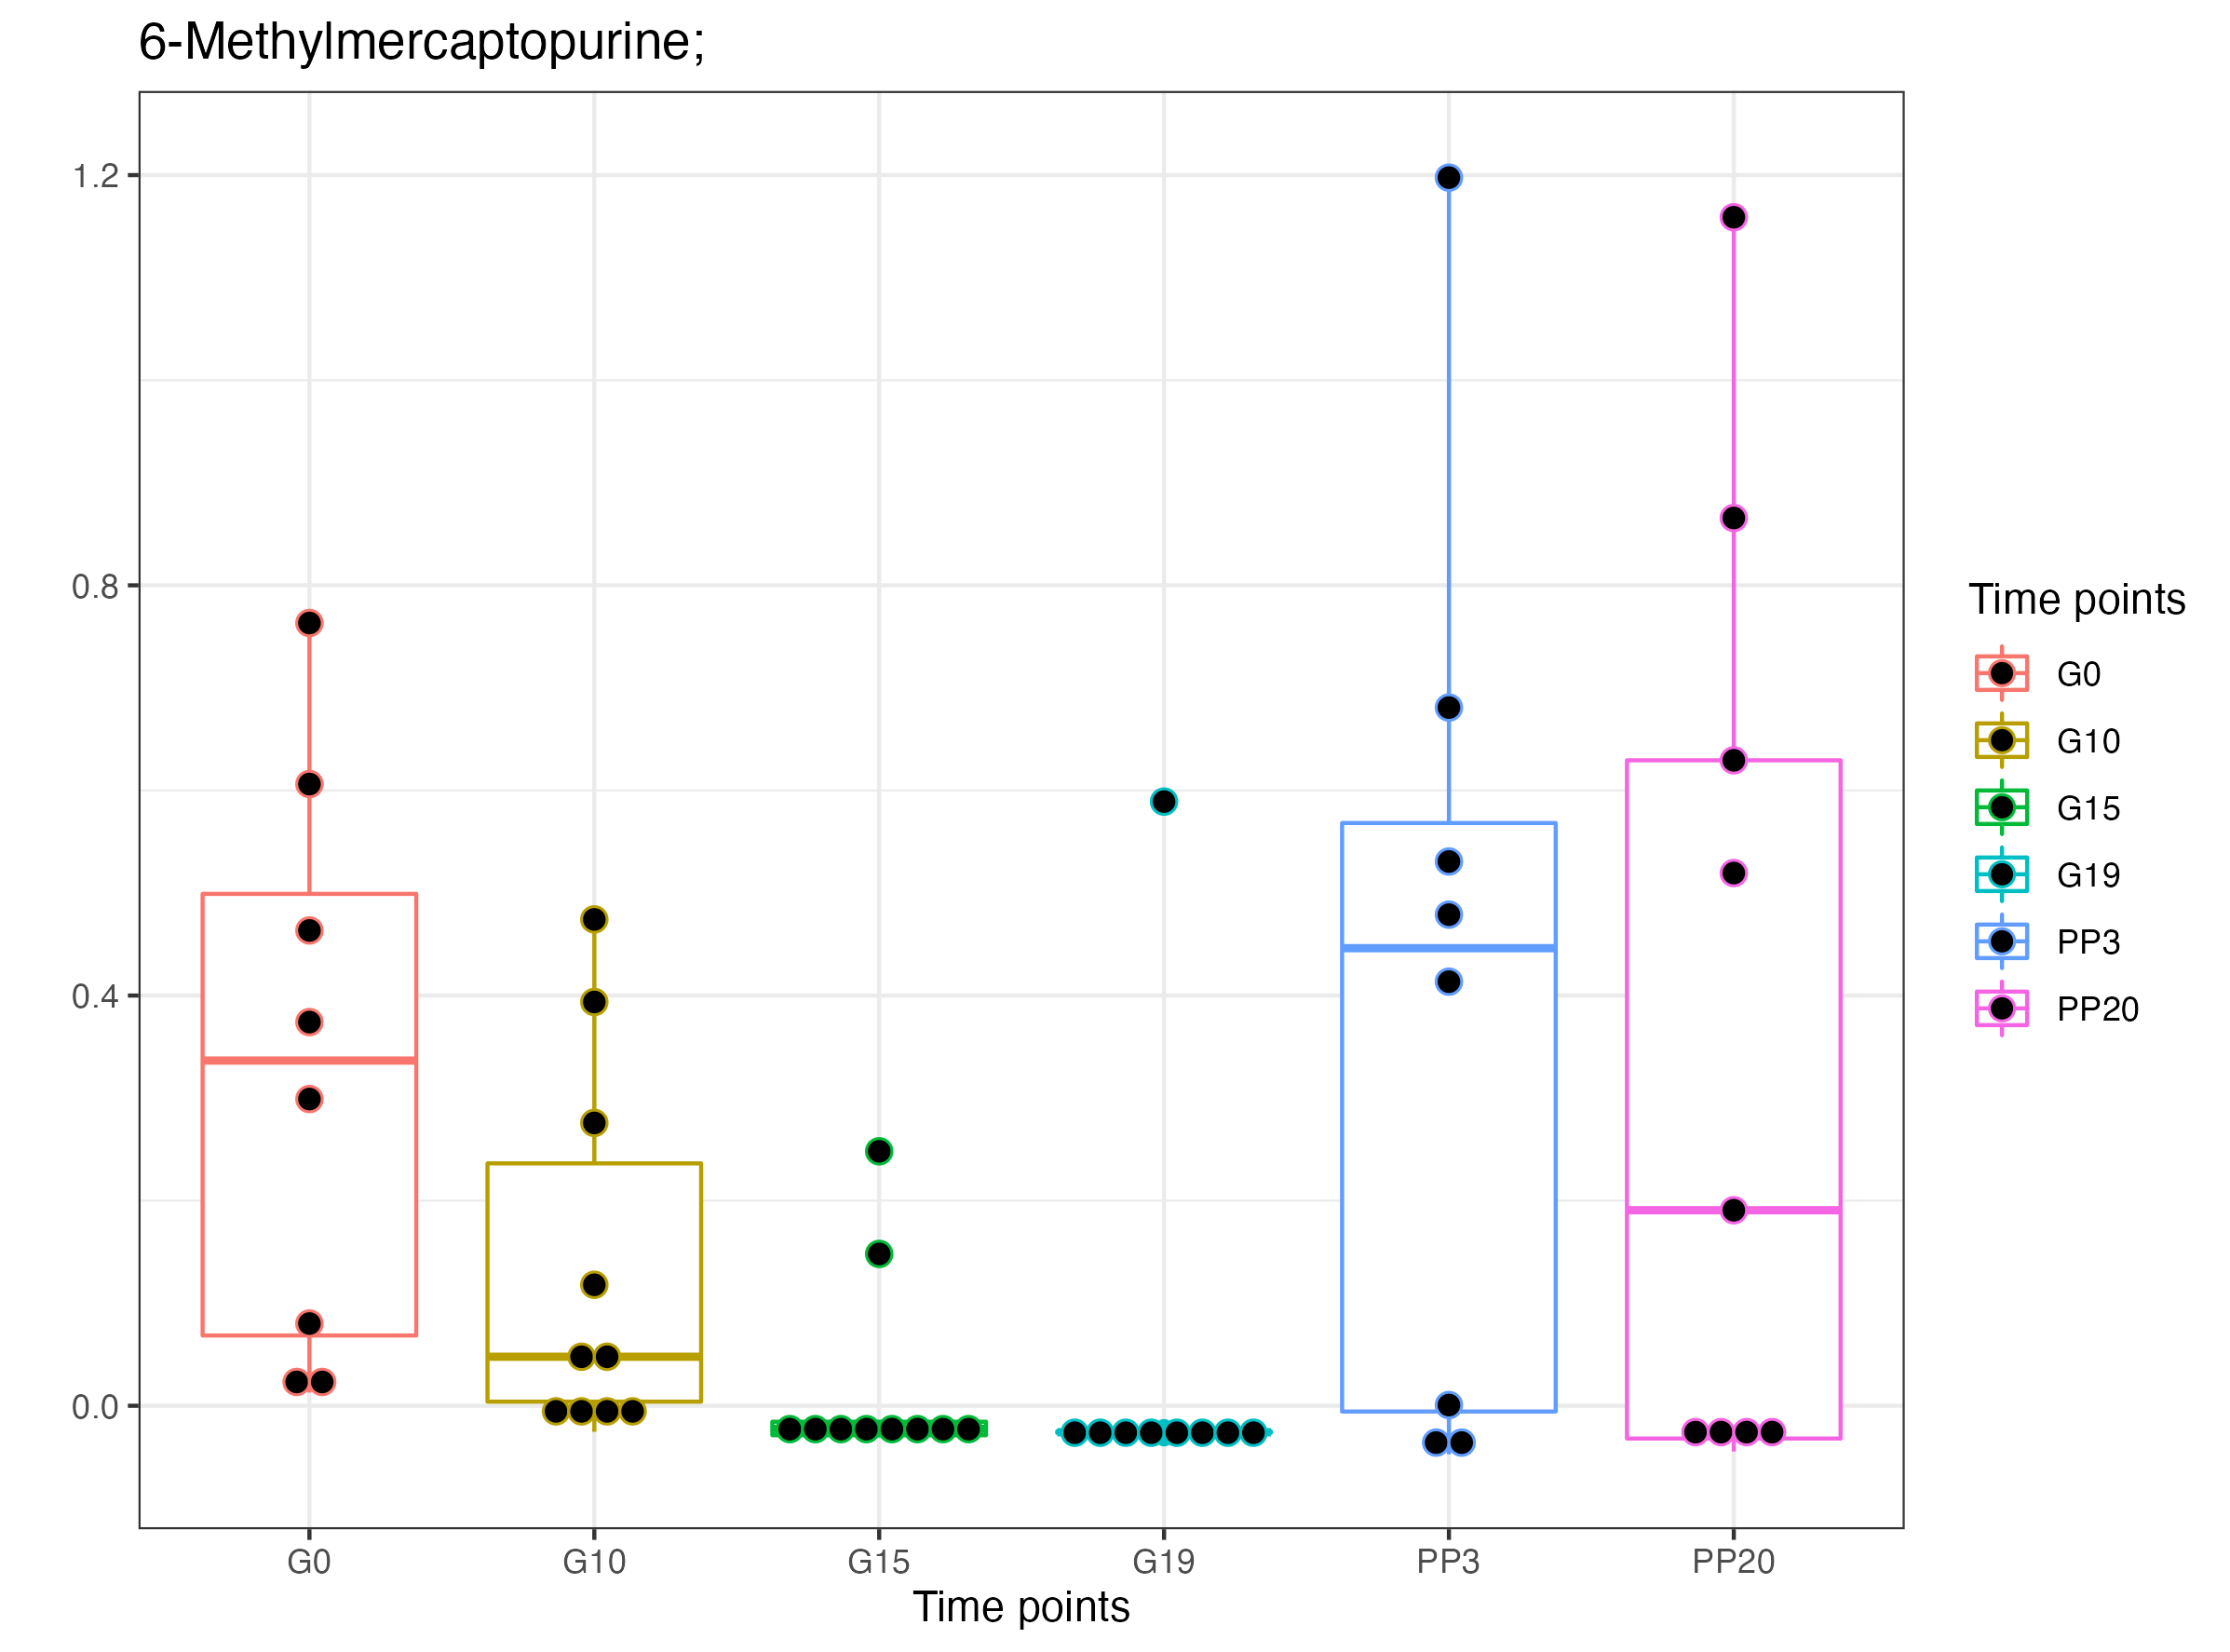 6-Methylmercaptopurine;
1.2
0.8
0.4
0.0
G0 G10 G15 G19 PP3 PP20
Time points
Time points
G0
G10
G15
G19
PP3
PP20